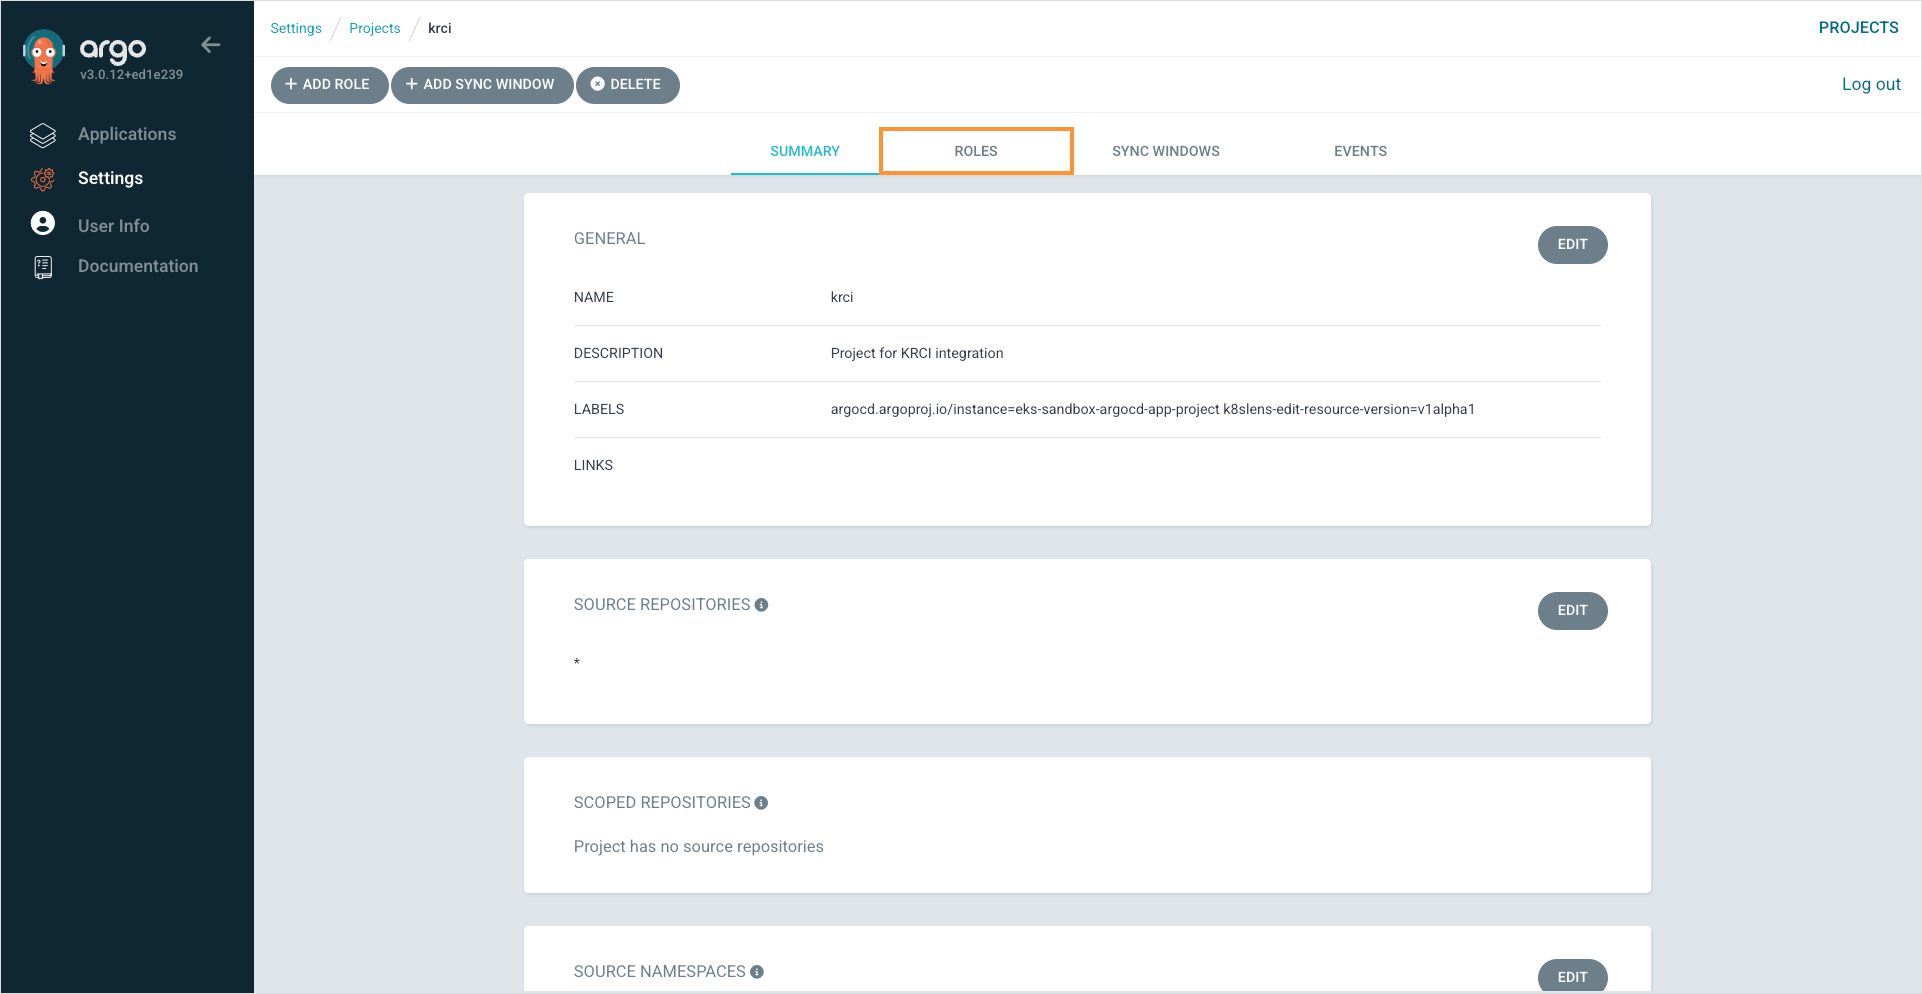 argo
v3.0.12+ed1e239
Applications
Settings
User Info
Documentation
Settings / Projects / krci
PROJECTS
+ ADD ROLE + ADD SYNC WINDOW DELETE
Log out
SUMMARY ROLES SYNC WINDOWS EVENTS
GENERAL
EDIT
NAME krci
DESCRIPTION Project for KRCI integration
LABELS argocd.argoproj.io/instance=eks-sandbox-argocd-app-project k8slens-edit-resource-version=v1alpha1
LINKS
SOURCE REPOSITORIES
EDIT
*
SCOPED REPOSITORIES
Project has no source repositories
SOURCE NAMESPACES
EDIT